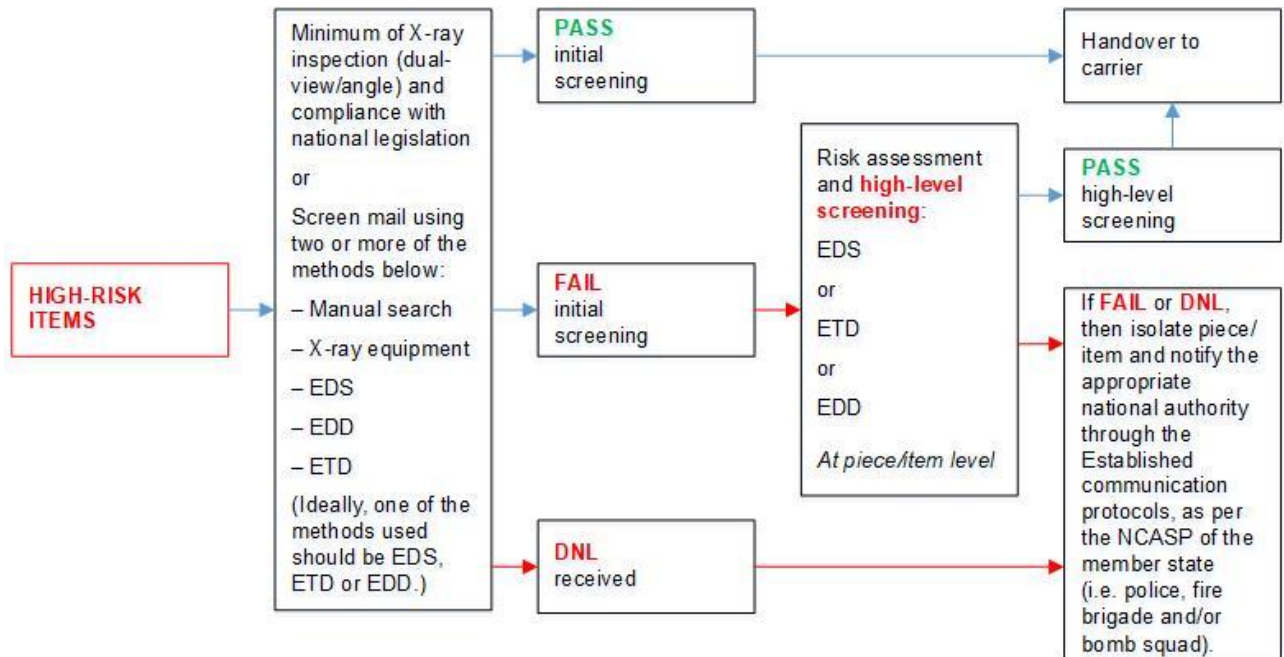 HIGH-RISK
ITEMS
Minimum of X-ray
inspection (dual-
view/angle) and
compliance with
national legislation
or
Screen mail using
two or more of the
methods below:
– Manual search
– X-ray equipment
– EDS
– EDD
– ETD
(Ideally, one of the
methods used
should be EDS,
ETD or EDD.)
PASS
initial
screening
FAIL
initial
screening
DNL
received
Risk assessment
and high-level
screening:
EDS
or
ETD
or
EDD
At piece/item level
Handover to
carrier
PASS
high-level
screening
If FAIL or DNL,
then isolate piece/
item and notify the
appropriate
national authority
through the
Established
communication
protocols, as per
the NCASP of the
member state
(i.e. police, fire
brigade and/or
bomb squad).